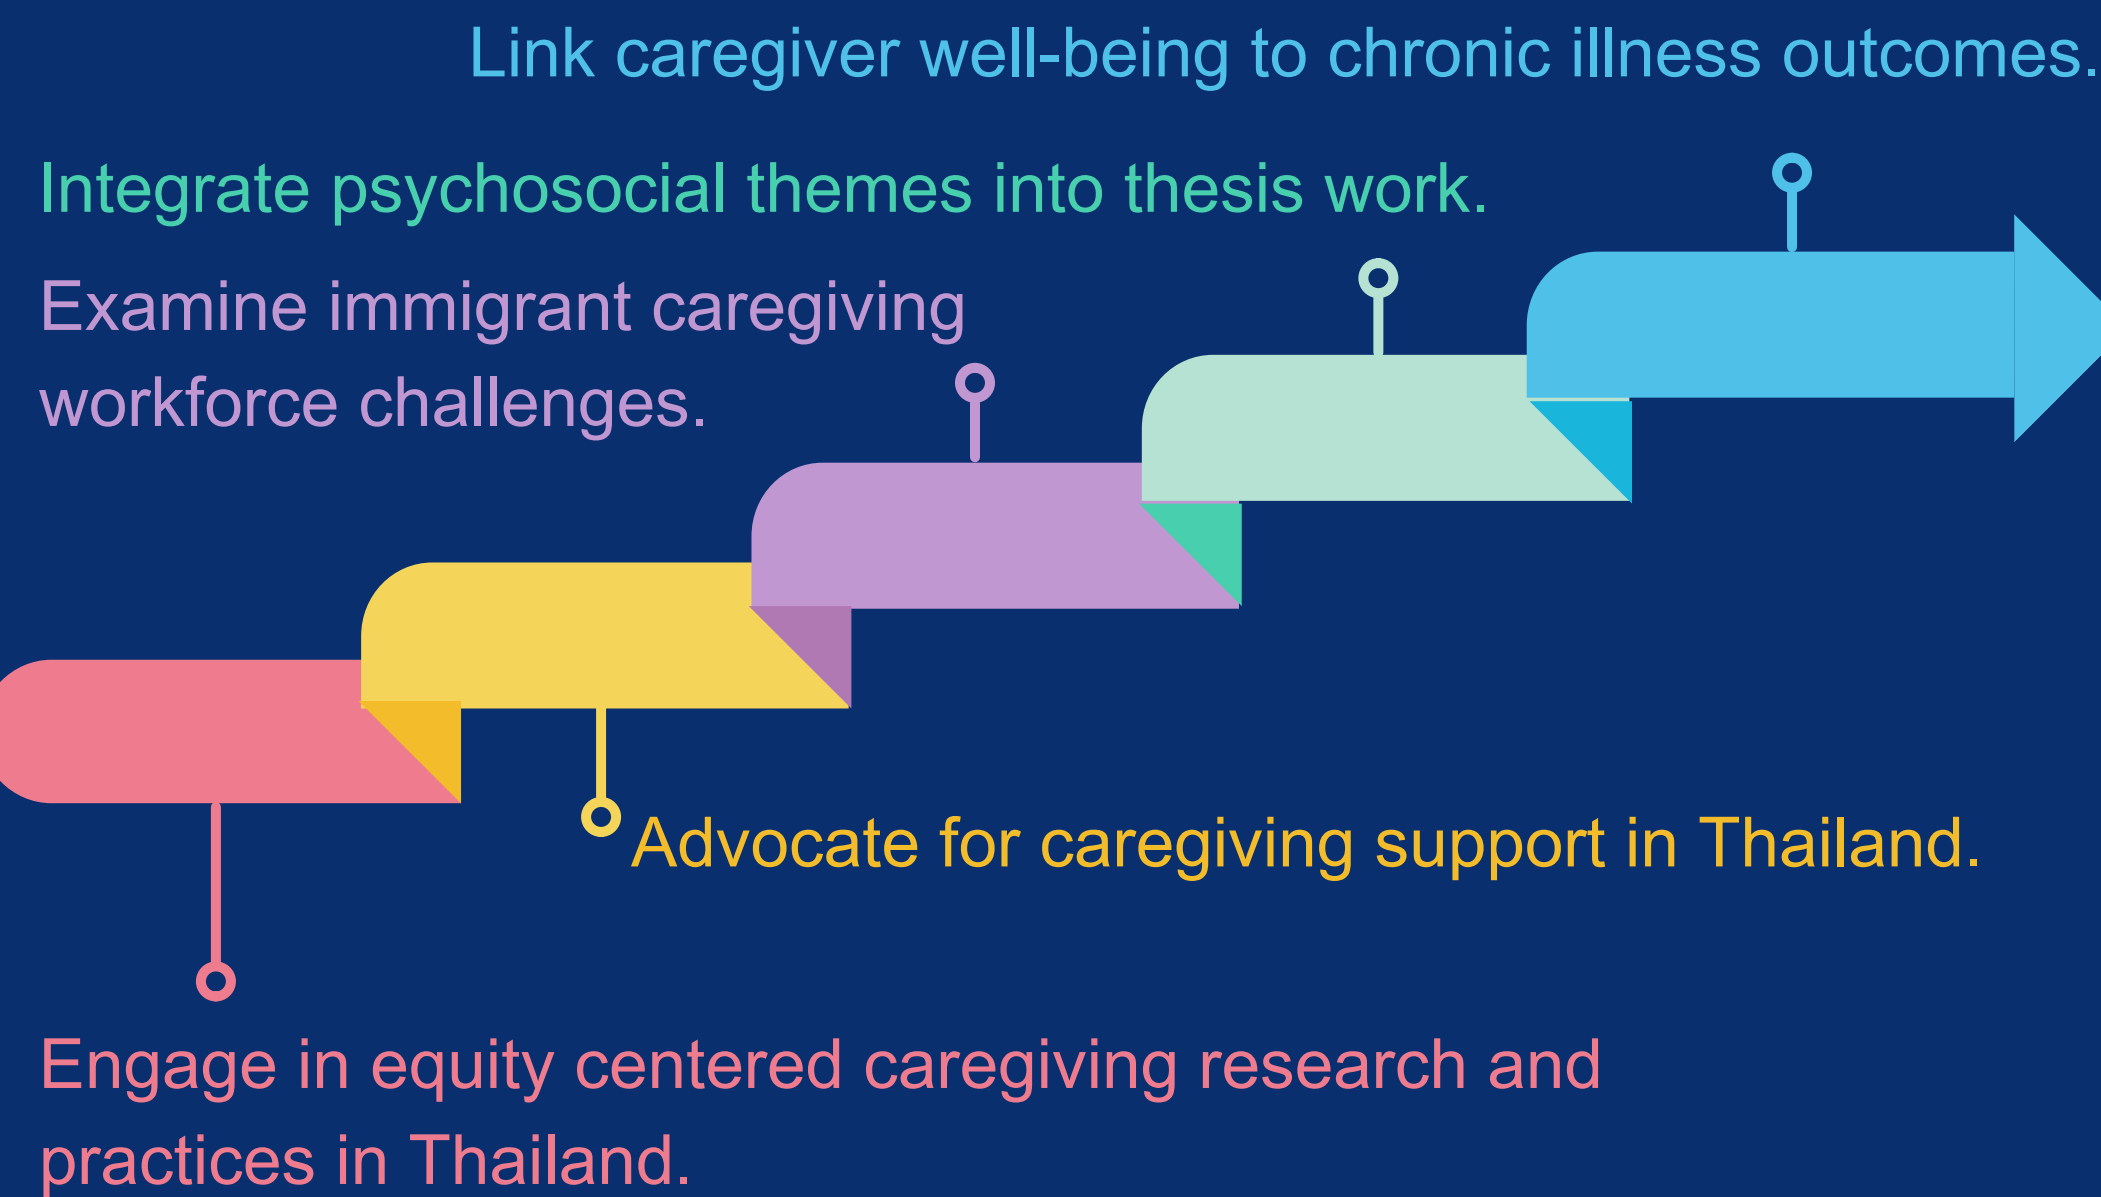 Link caregiver well-being to chronic illness outcomes.
Integrate psychosocial themes into thesis work.
Examine immigrant caregiving
workforce challenges.
Advocate for caregiving support in Thailand.
Engage in equity centered caregiving research and
practices in Thailand.